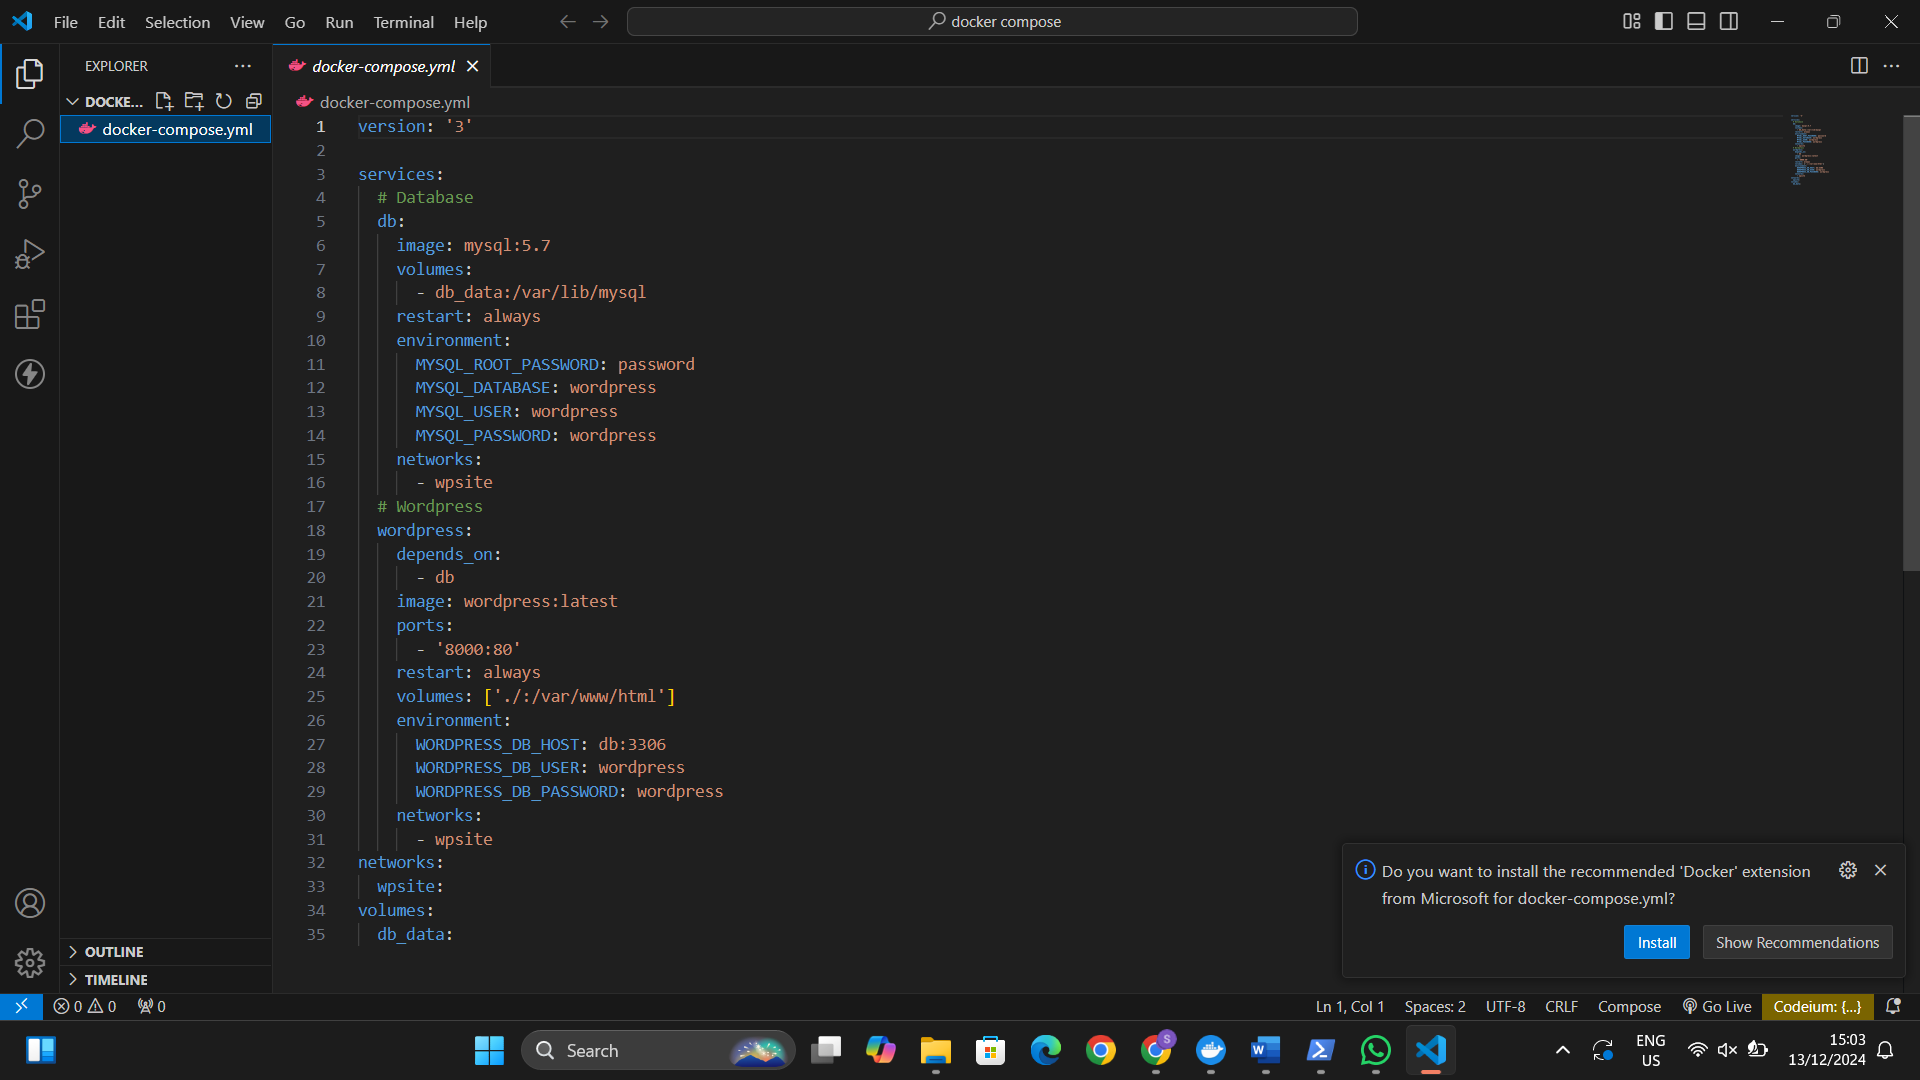 File Edit Selection View Go Run Terminal Help
docker compose
EXPLORER
docker-compose.yml
DOCKE...
docker-compose.yml
docker-compose.yml
1 version: '3'
2
3 services:
4 # Database
5 db:
6 image: mysql:5.7
7 volumes:
8 - db_data:/var/lib/mysql
9 restart: always
10 environment:
11 MYSQL_ROOT_PASSWORD: password
12 MYSQL_DATABASE: wordpress
13 MYSQL_USER: wordpress
14 MYSQL_PASSWORD: wordpress
15 networks:
16 - wpsite
17 # Wordpress
18 wordpress:
19 depends_on:
20 - db
21 image: wordpress:latest
22 ports:
23 - '8000:80'
24 restart: always
25 volumes: ['./:/var/www/html']
26 environment:
27 WORDPRESS_DB_HOST: db:3306
28 WORDPRESS_DB_USER: wordpress
29 WORDPRESS_DB_PASSWORD: wordpress
30 networks:
31 - wpsite
32 networks:
33 wpsite:
34 volumes:
35 db_data:
Do you want to install the recommended 'Docker' extension
from Microsoft for docker-compose.yml?
Install Show Recommendations
OUTLINE
TIMELINE
0 0 0
Ln 1, Col 1 Spaces: 2 UTF-8 CRLF Compose Go Live Codeium: {...}
Search
S
ENG
US
15:03
13/12/2024